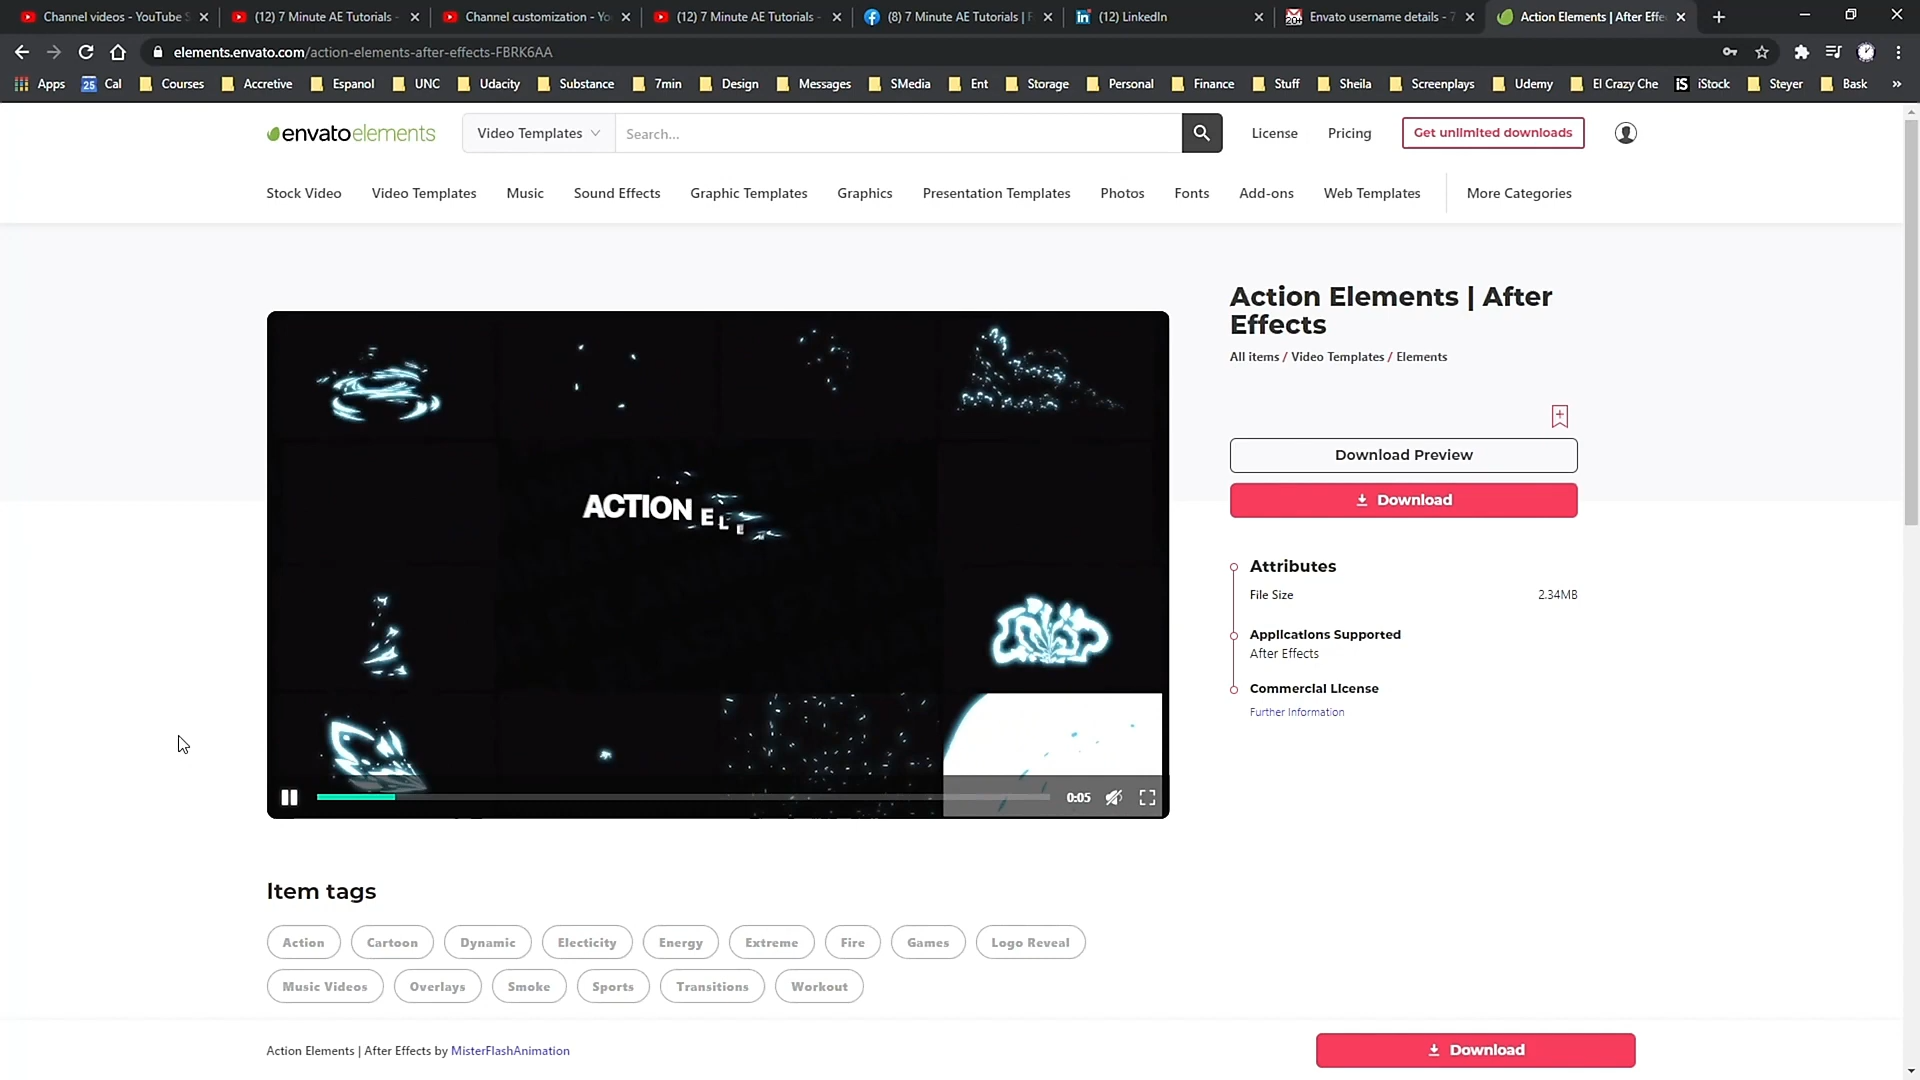 Channel videos - YouTube S
(12) 7 Minute AE Tutorials -
Channel customization - Yo
(12) 7 Minute AE Tutorials -
(8) 7 Minute AE Tutorials | F
(12) LinkedIn
Envato username details - 7
Action Elements | After Effe
elements.envato.com/action-elements-after-effects-FBRK6AA
Apps
25 Cal
Courses
Accretive
Espanol
UNC
Udacity
Substance
7min
Design
Messages
SMedia
Ent
Storage
Personal
Finance
Stuff
Sheila
Screenplays
Udemy
El Crazy Che
iS iStock
Steyer
Bask
»
envatoelements
Video Templates
Search...
License
Pricing
Get unlimited downloads
Stock Video
Video Templates
Music
Sound Effects
Graphic Templates
Graphics
Presentation Templates
Photos
Fonts
Add-ons
Web Templates
More Categories
Action Elements | After
Effects
All items / Video Templates / Elements
Download Preview
Download
ACTION ELE
Attributes
File Size 2.34MB
Applications Supported
After Effects
Commercial License
Further Information
0:05
Item tags
Action
Cartoon
Dynamic
Electicity
Energy
Extreme
Fire
Games
Logo Reveal
Music Videos
Overlays
Smoke
Sports
Transitions
Workout
Action Elements | After Effects by MisterFlashAnimation
Download